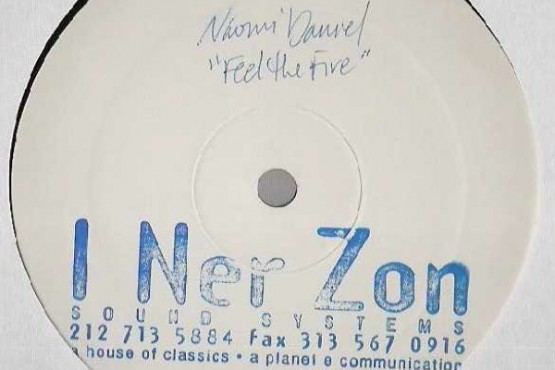 Naomi Daniel
"Feel the Fire"
I Ner Zon
SOUND SYSTEMS
212 713 5884 Fax 313 567 0916
a house of classics • a planet e communication